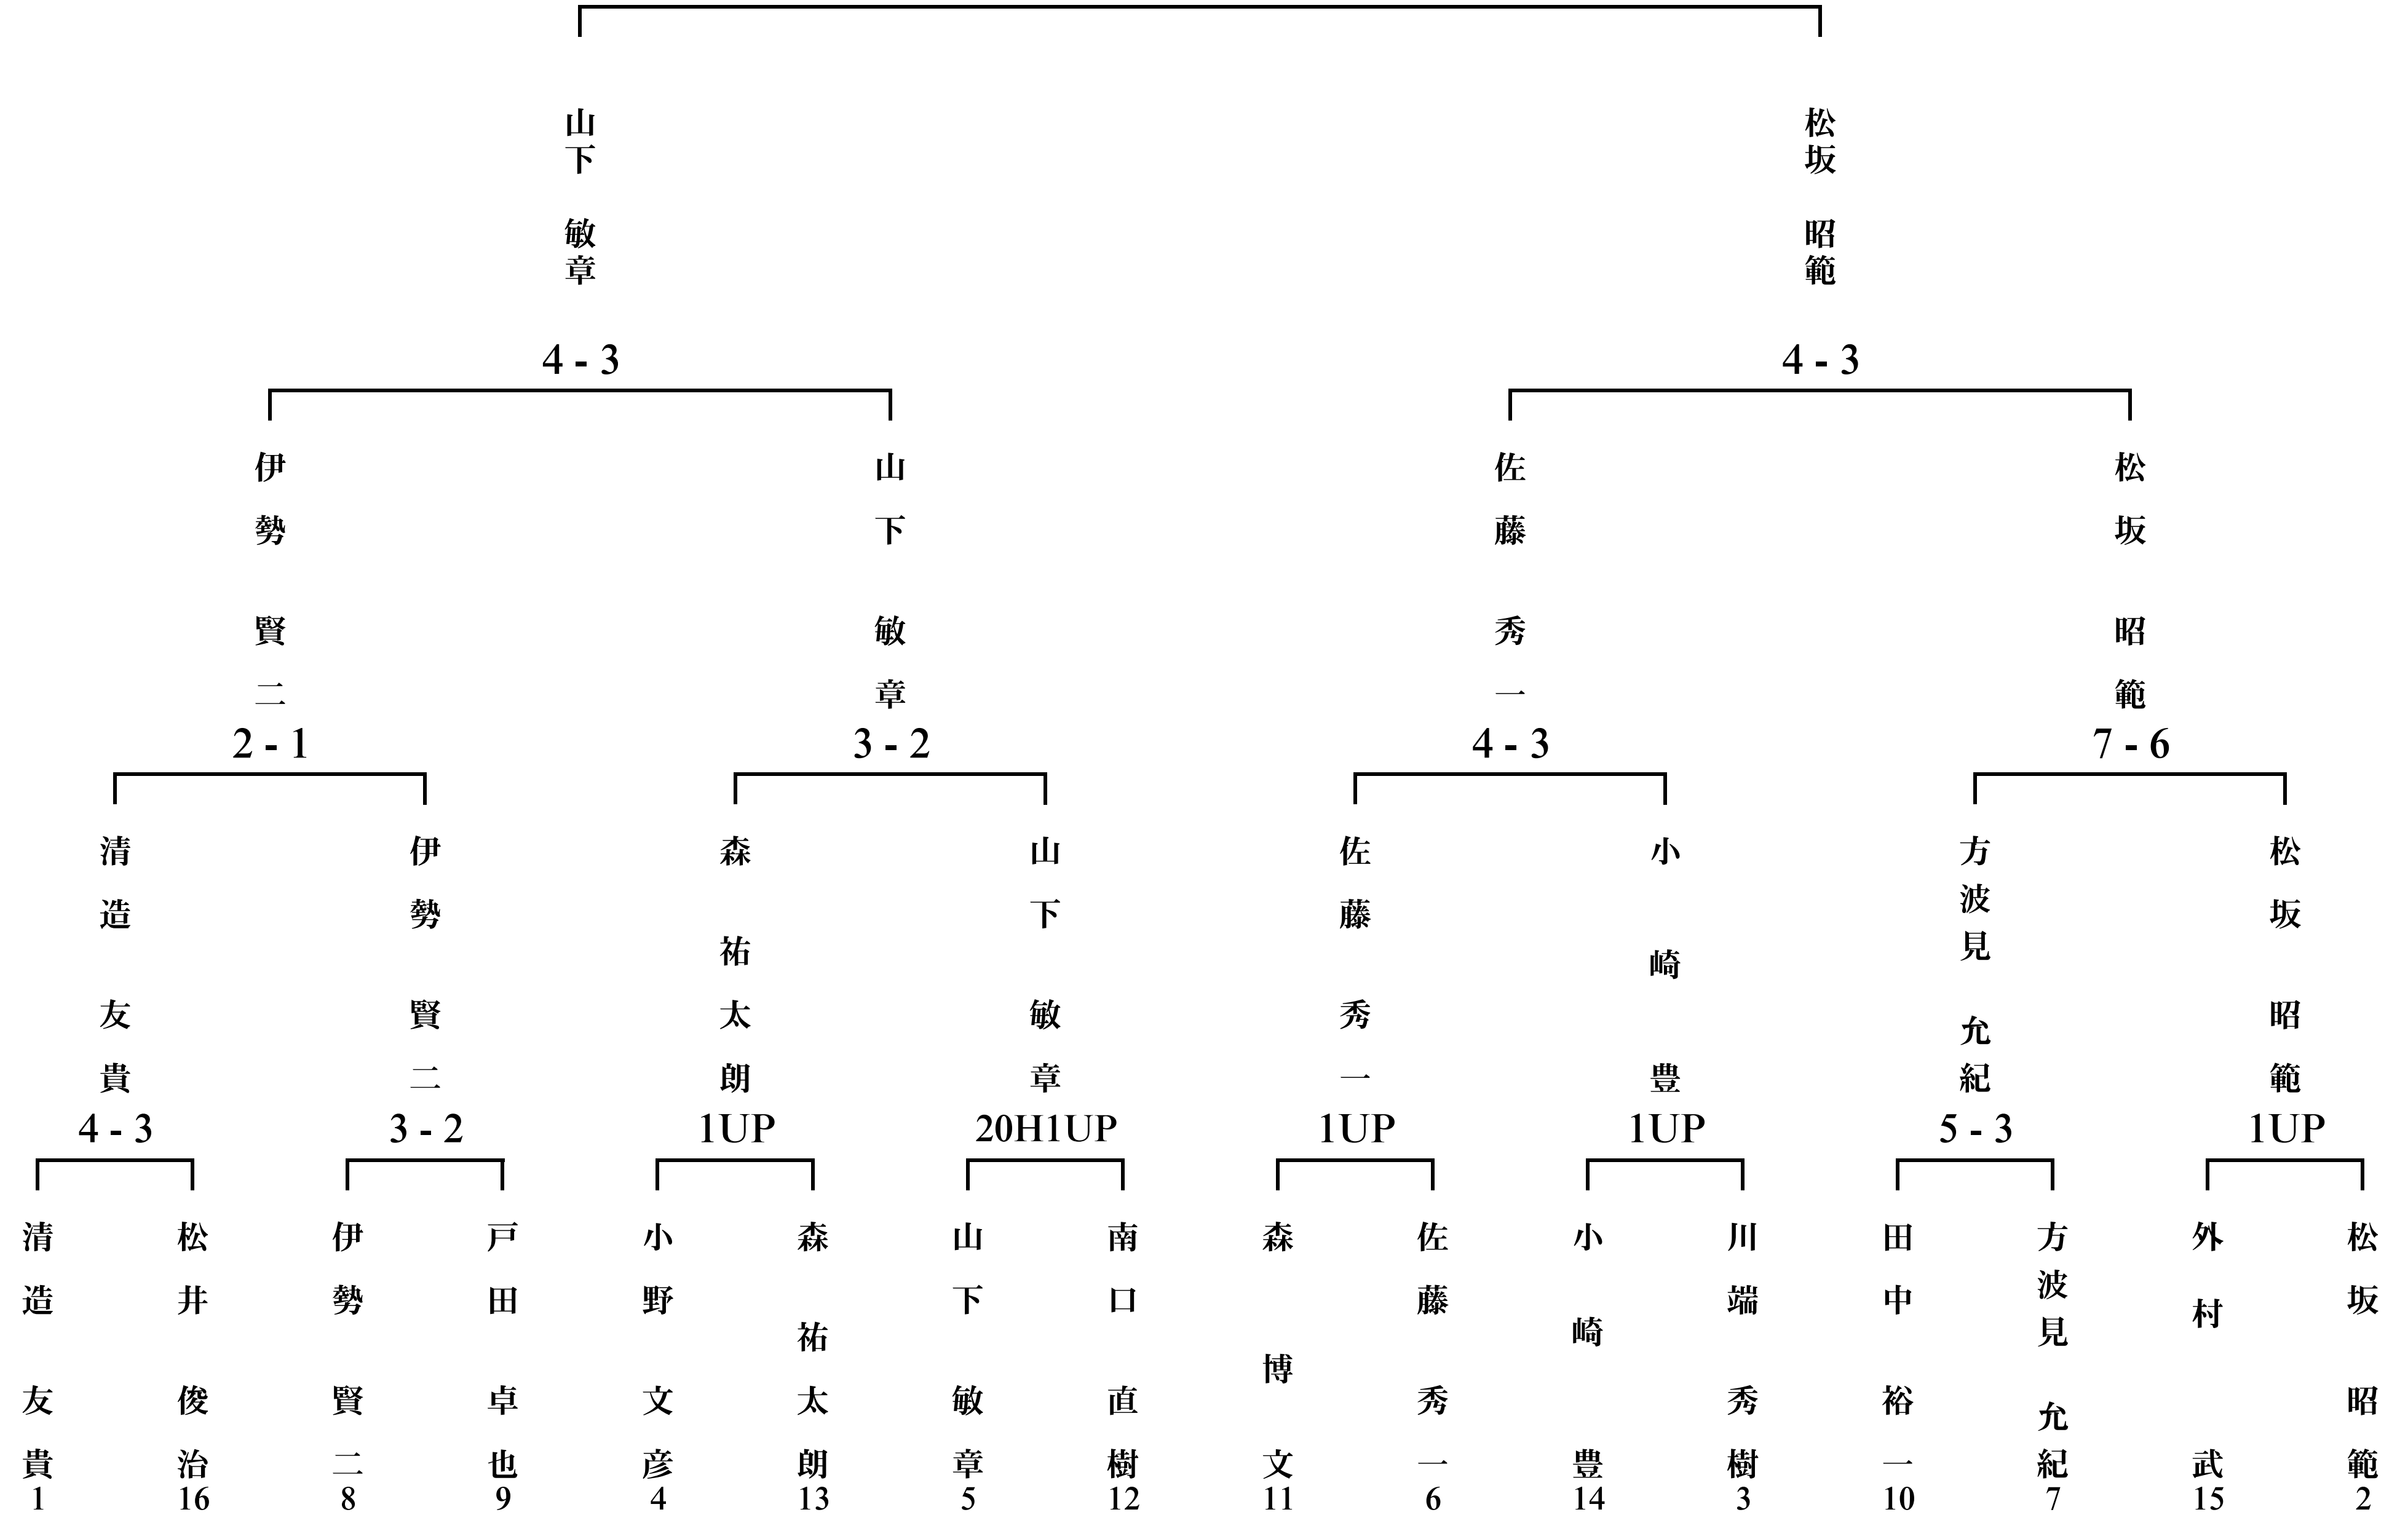 山下 敏章
松坂 昭範
4 - 3
4 - 3
伊勢 賢二
山下 敏章
佐藤 秀一
松坂 昭範
2 - 1
3 - 2
4 - 3
7 - 6
清造 友貴
伊勢 賢二
森 祐太朗
山下 敏章
佐藤 秀一
小崎 豊
方波見 允紀
松坂 昭範
4 - 3
3 - 2
1UP
20H1UP
1UP
1UP
5 - 3
1UP
清造 友貴
松井 俊治
伊勢 賢二
戸田 卓也
小野 文彦
森 祐太朗
山下 敏章
南口 直樹
森 博文
佐藤 秀一
小崎 豊
川端 秀樹
田中 裕一
方波見 允紀
外村 武
松坂 昭範
1
16
8
9
4
13
5
12
11
6
14
3
10
7
15
2